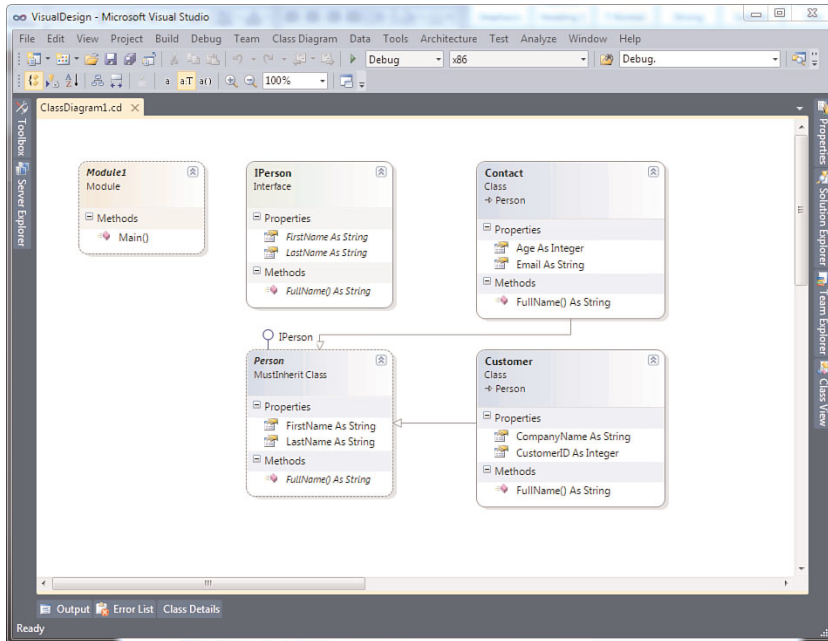 VisualDesign - Microsoft Visual Studio
File Edit View Project Build Debug Team Class Diagram Data Tools Architecture Test Analyze Window Help
Debug x86 Debug.
a aT a() 100%
ClassDiagram1.cd
Toolbox
Server Explorer
Module1
Module
Methods
Main()
IPerson
Interface
Properties
FirstName As String
LastName As String
Methods
FullName() As String
Contact
Class
Person
Properties
Age As Integer
Email As String
Methods
FullName() As String
IPerson
Person
MustInherit Class
Properties
FirstName As String
LastName As String
Methods
FullName() As String
Customer
Class
Person
Properties
CompanyName As String
CustomerID As Integer
Methods
FullName() As String
Properties
Solution Explorer
Team Explorer
Class View
Output Error List Class Details
Ready